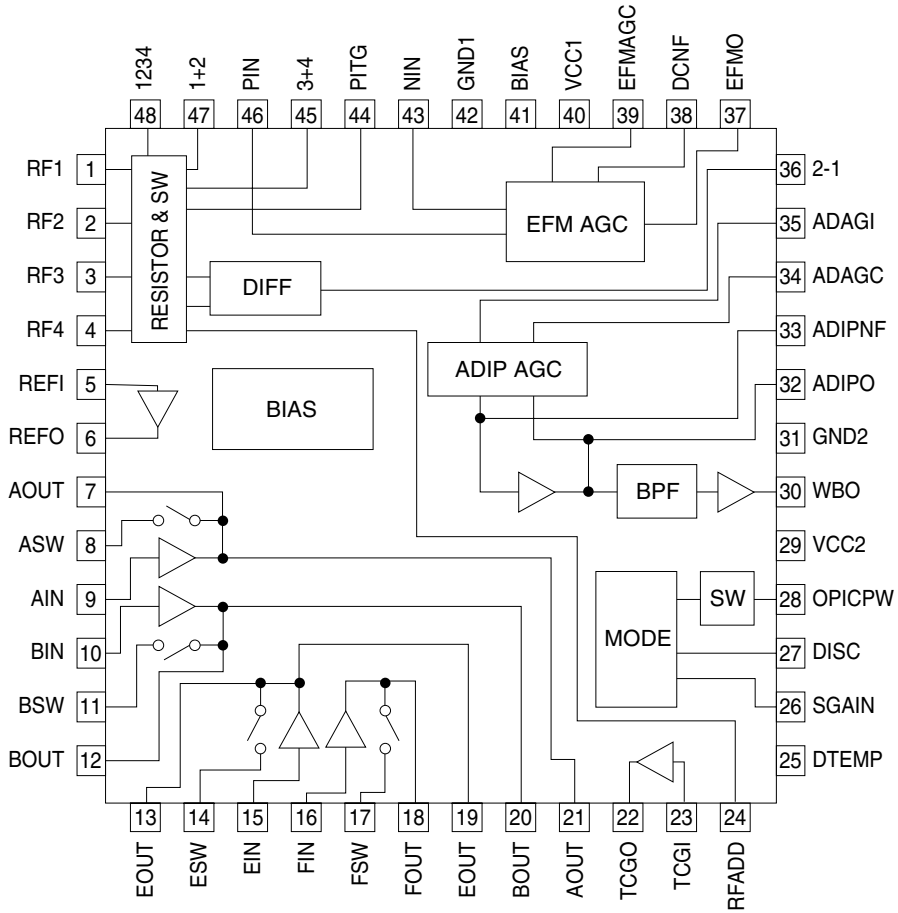 1234
1+2
PIN
3+4
PITG
NIN
GND1
BIAS
VCC1
EFMAGC
DCNF
EFMO
48
47
46
45
44
43
42
41
40
39
38
37
RF1 1
RF2 2
RF3 3
RF4 4
REFI 5
REFO 6
AOUT 7
ASW 8
AIN 9
BIN 10
BSW 11
BOUT 12
RESISTOR & SW
EFM AGC
DIFF
ADIP AGC
BIAS
BPF
SW
MODE
36 2-1
35 ADAGI
34 ADAGC
33 ADIPNF
32 ADIPO
31 GND2
30 WBO
29 VCC2
28 OPICPW
27 DISC
26 SGAIN
25 DTEMP
13
14
15
16
17
18
19
20
21
22
23
24
EOUT
ESW
EIN
FIN
FSW
FOUT
EOUT
BOUT
AOUT
TCGO
TCGI
RFADD